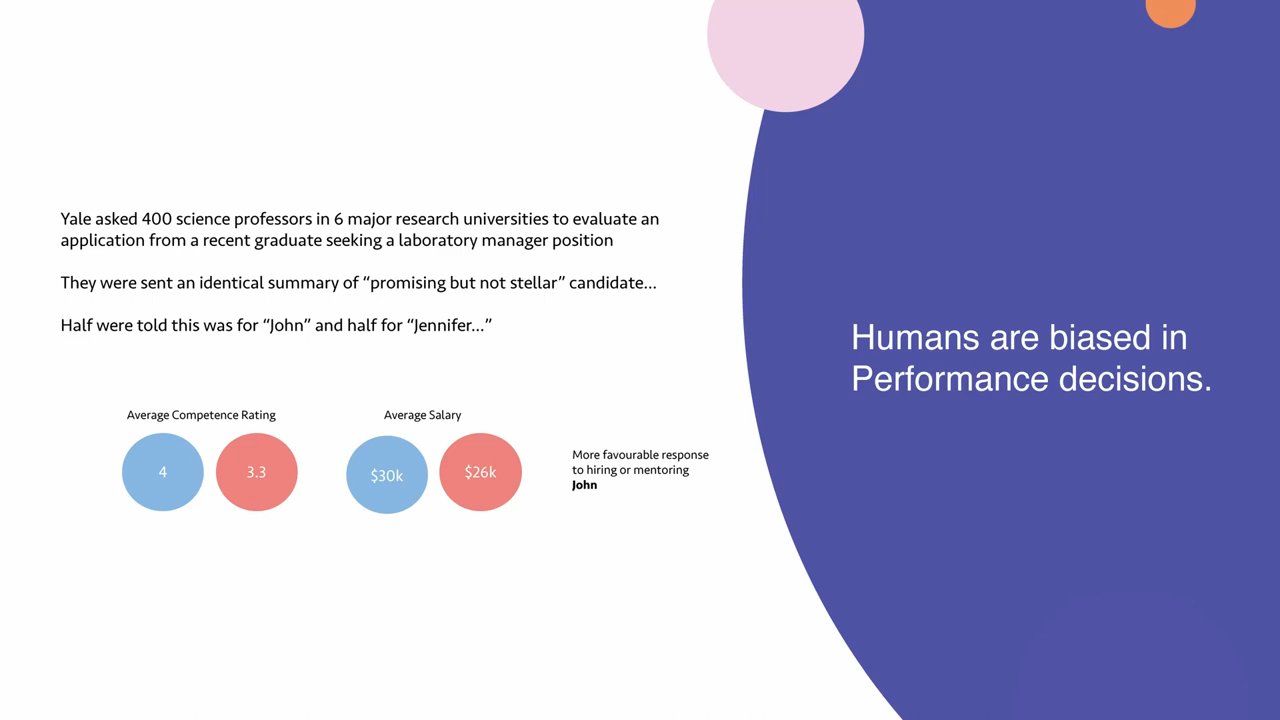 Yale asked 400 science professors in 6 major research universities to evaluate an
application from a recent graduate seeking a laboratory manager position
They were sent an identical summary of “promising but not stellar” candidate...
Half were told this was for “John” and half for “Jennifer...”
Average Competence Rating
4
3.3
Average Salary
$30k
$26k
More favourable response
to hiring or mentoring
John
Humans are biased in
Performance decisions.